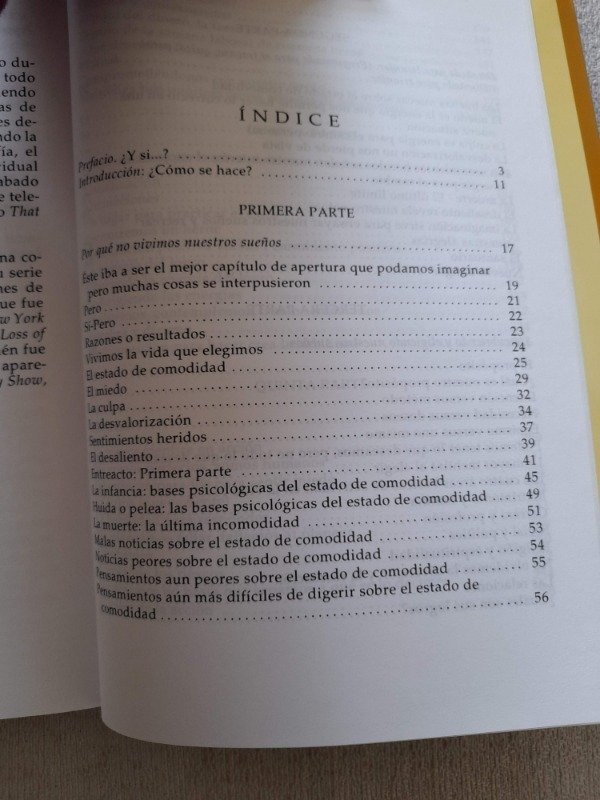 o du-
todo
endo
as de
es de-
ndo la
ía, el
vidual
abado
e tele-
o That
na co-
u serie
nes de
ue fue
w York
Loss of
én fue
apare-
y Show,
ÍNDICE
Prefacio. ¿Y si...? 3
Introducción: ¿Cómo se hace? 11
PRIMERA PARTE
Por qué no vivimos nuestros sueños 17
Este iba a ser el mejor capítulo de apertura que podamos imaginar
pero muchas cosas se interpusieron 19
Pero 21
Sí-Pero 22
Razones o resultados 23
Vivimos la vida que elegimos 24
El estado de comodidad 25
El miedo 29
La culpa 32
La desvalorización 34
Sentimientos heridos 37
El desaliento 39
Entreacto: Primera parte 41
La infancia: bases psicológicas del estado de comodidad 45
Huida o pelea: las bases psicológicas del estado de comodidad 49
La muerte: la última incomodidad 51
Malas noticias sobre el estado de comodidad 53
Noticias peores sobre el estado de comodidad 54
Pensamientos aun peores sobre el estado de comodidad 55
Pensamientos aún más difíciles de digerir sobre el estado de
comodidad 56